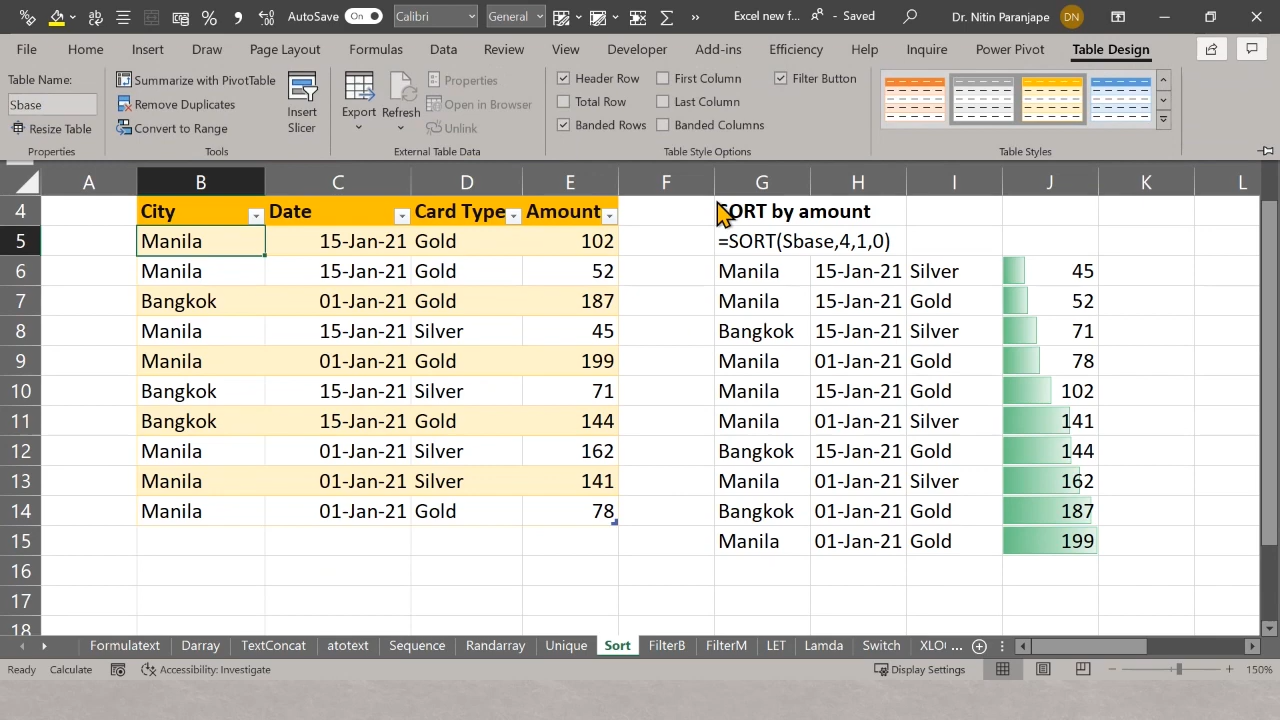 AutoSave On Calibri General Excel new f... - Saved Dr. Nitin Paranjape DN
File Home Insert Draw Page Layout Formulas Data Review View Developer Add-ins Efficiency Help Inquire Power Pivot Table Design
Table Name:
Sbase
Resize Table
Properties
Summarize with PivotTable
Remove Duplicates
Convert to Range
Insert
Slicer
Tools
Export
Refresh
Properties
Open in Browser
Unlink
External Table Data
Header Row First Column Filter Button
Total Row Last Column
Banded Rows Banded Columns
Table Style Options
Table Styles
A B C D E F G H I J K L
4 City Date Card Type Amount SORT by amount
5 Manila 15-Jan-21 Gold 102 =SORT(Sbase,4,1,0)
6 Manila 15-Jan-21 Gold 52 Manila 15-Jan-21 Silver 45
7 Bangkok 01-Jan-21 Gold 187 Manila 15-Jan-21 Gold 52
8 Manila 15-Jan-21 Silver 45 Bangkok 15-Jan-21 Silver 71
9 Manila 01-Jan-21 Gold 199 Manila 01-Jan-21 Gold 78
10 Bangkok 15-Jan-21 Silver 71 Manila 15-Jan-21 Gold 102
11 Bangkok 15-Jan-21 Gold 144 Manila 01-Jan-21 Silver 141
12 Manila 01-Jan-21 Silver 162 Bangkok 15-Jan-21 Gold 144
13 Manila 01-Jan-21 Silver 141 Manila 01-Jan-21 Silver 162
14 Manila 01-Jan-21 Gold 78 Bangkok 01-Jan-21 Gold 187
15 Manila 01-Jan-21 Gold 199
16
17
18
Formulatext Darray TextConcat atotext Sequence Randarray Unique Sort FilterB FilterM LET Lamda Switch XLO ...
Ready Calculate Accessibility: Investigate Display Settings 150%